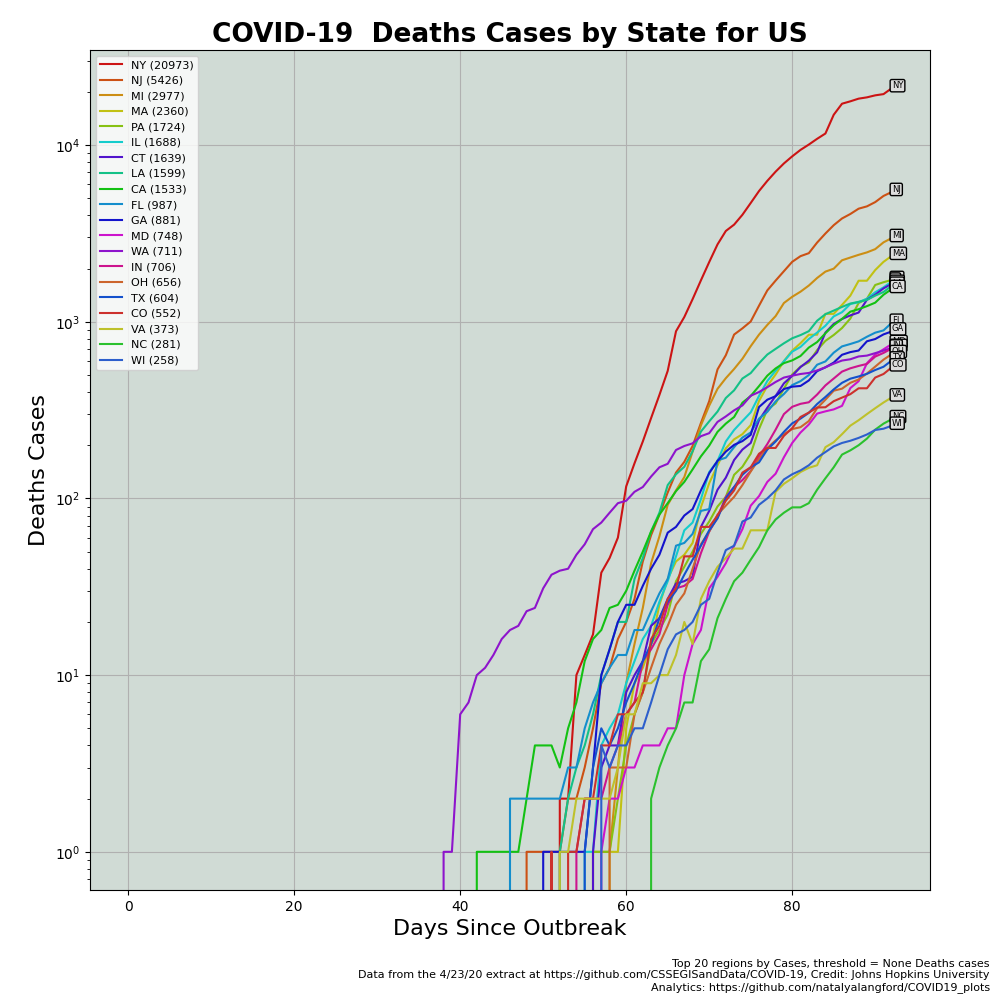 COVID-19  Deaths Cases by State for US
NY (20973)
NJ (5426)
MI (2977)
MA (2360)
PA (1724)
IL (1688)
CT (1639)
LA (1599)
CA (1533)
FL (987)
GA (881)
MD (748)
WA (711)
IN (706)
OH (656)
TX (604)
CO (552)
VA (373)
NC (281)
WI (258)
NY
NJ
MI
MA
CA
FL
GA
OH
TX
CO
VA
NC
WI
Deaths Cases
10^4
10^3
10^2
10^1
10^0
0
20
40
60
80
Days Since Outbreak
Top 20 regions by Cases, threshold = None Deaths cases
Data from the 4/23/20 extract at https://github.com/CSSEGISandData/COVID-19, Credit: Johns Hopkins University
Analytics: https://github.com/natalyalangford/COVID19_plots